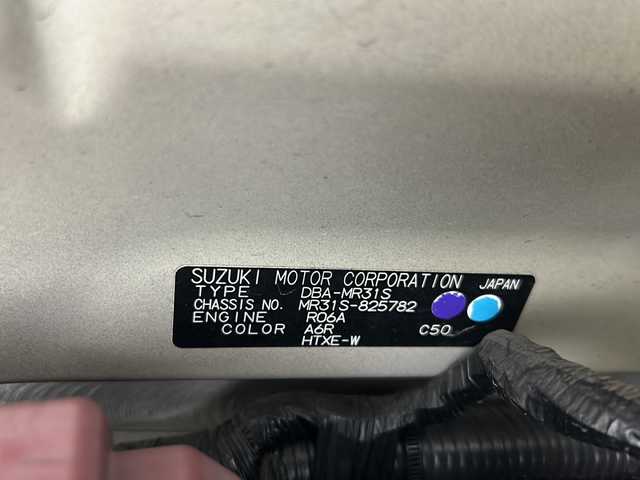 SUZUKI MOTOR CORPORATION JAPAN
TYPE DBA-MR31S
CHASSIS NO. MR31S-825782
ENGINE R06A
COLOR A6R C50
HTXE-W